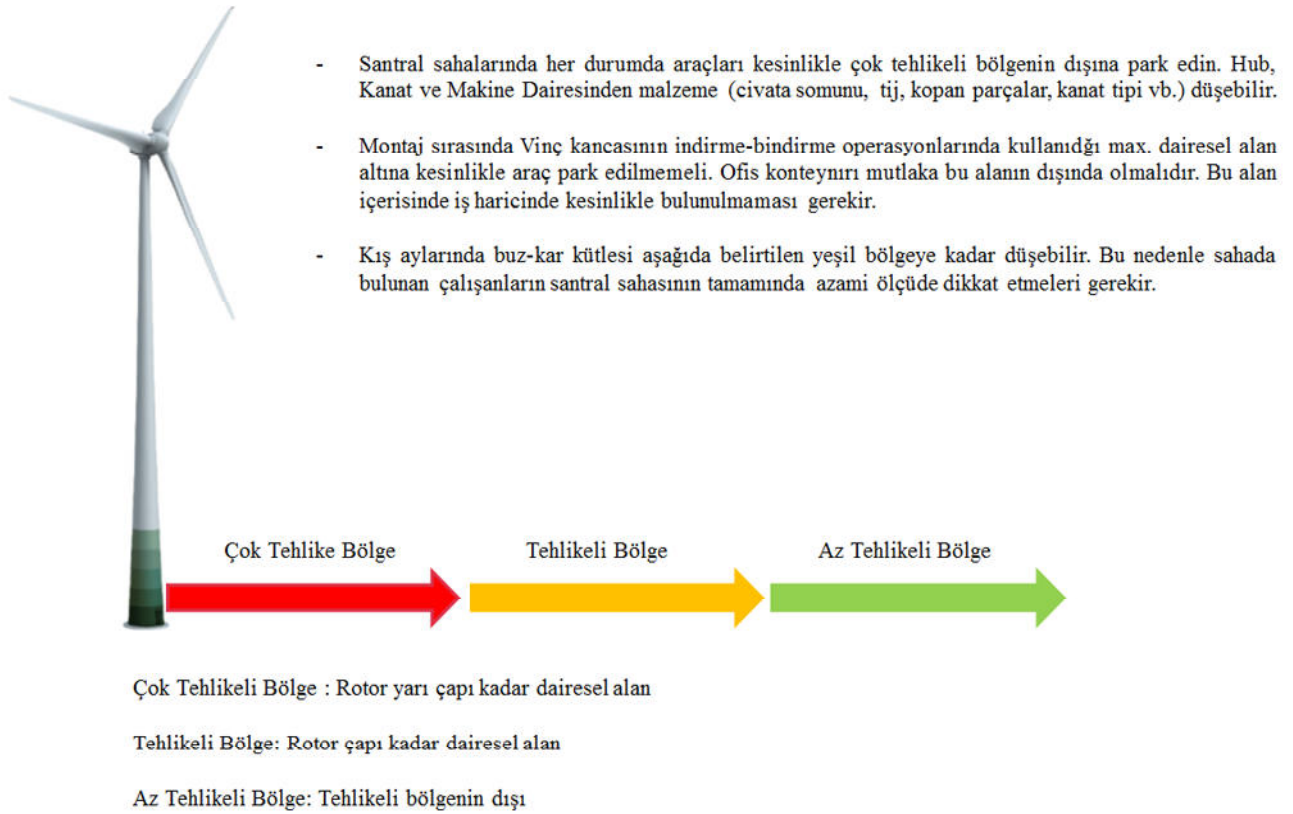 - Santral sahalarında her durumda araçları kesinlikle çok tehlikeli bölgenin dışına park edin. Hub,
Kanat ve Makine Dairesinden malzeme (civata somunu, tij, kopan parçalar, kanat tipi vb.) düşebilir.
- Montaj sırasında Vinç kancasının indirme-bindirme operasyonlarında kullanıdğı max. dairesel alan
altına kesinlikle araç park edilmemeli. Ofis konteynırı mutlaka bu alanın dışında olmalıdır. Bu alan
içerisinde iş haricinde kesinlikle bulunulmaması gerekir.
- Kış aylarında buz-kar kütlesi aşağıda belirtilen yeşil bölgeye kadar düşebilir. Bu nedenle sahada
bulunan çalışanların santral sahasının tamamında azami ölçüde dikkat etmeleri gerekir.
Çok Tehlike Bölge Tehlikeli Bölge Az Tehlikeli Bölge
Çok Tehlikeli Bölge : Rotor yarı çapı kadar dairesel alan
Tehlikeli Bölge: Rotor çapı kadar dairesel alan
Az Tehlikeli Bölge: Tehlikeli bölgenin dışı